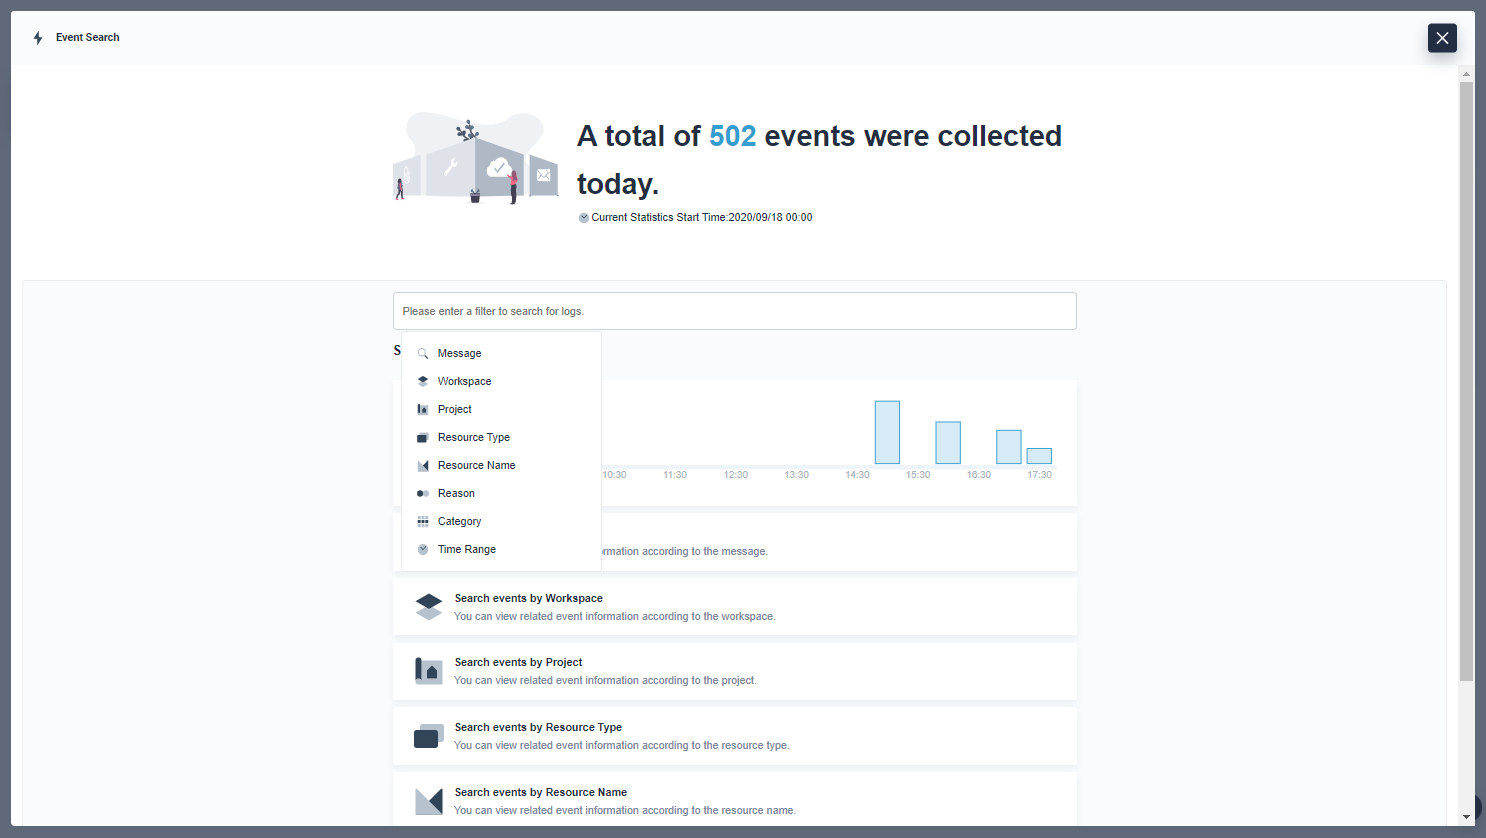 Event Search
A total of 502 events were collected
today.
Current Statistics Start Time:2020/09/18 00:00
Please enter a filter to search for logs.
Message
Workspace
Project
Resource Type
Resource Name
Reason
Category
Time Range
10:30 11:30 12:30 13:30 14:30 15:30 16:30 17:30
according to the message.
Search events by Workspace
You can view related event information according to the workspace.
Search events by Project
You can view related event information according to the project.
Search events by Resource Type
You can view related event information according to the resource type.
Search events by Resource Name
You can view related event information according to the resource name.